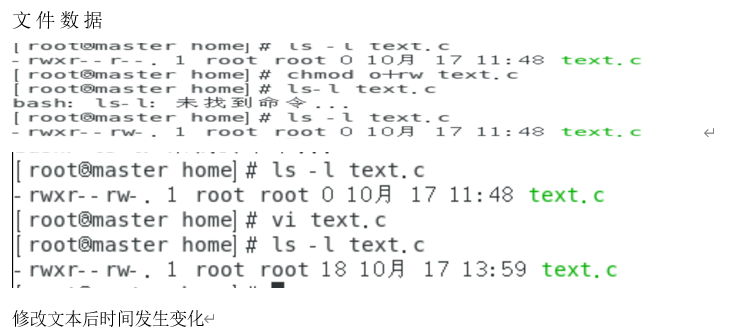 文件数据
[root@master home]# ls -l text.c
-rwxr--r--. 1 root root 0 10月 17 11:48 text.c
[root@master home]# chmod o+rw text.c
[root@master home]# ls-l text.c
bash: ls-l: 未找到命令...
[root@master home]# ls -l text.c
-rwxr--rw-. 1 root root 0 10月 17 11:48 text.c
[root@master home]# ls -l text.c
-rwxr--rw-. 1 root root 0 10月 17 11:48 text.c
[root@master home]# vi text.c
[root@master home]# ls -l text.c
-rwxr--rw-. 1 root root 18 10月 17 13:59 text.c
修改文本后时间发生变化